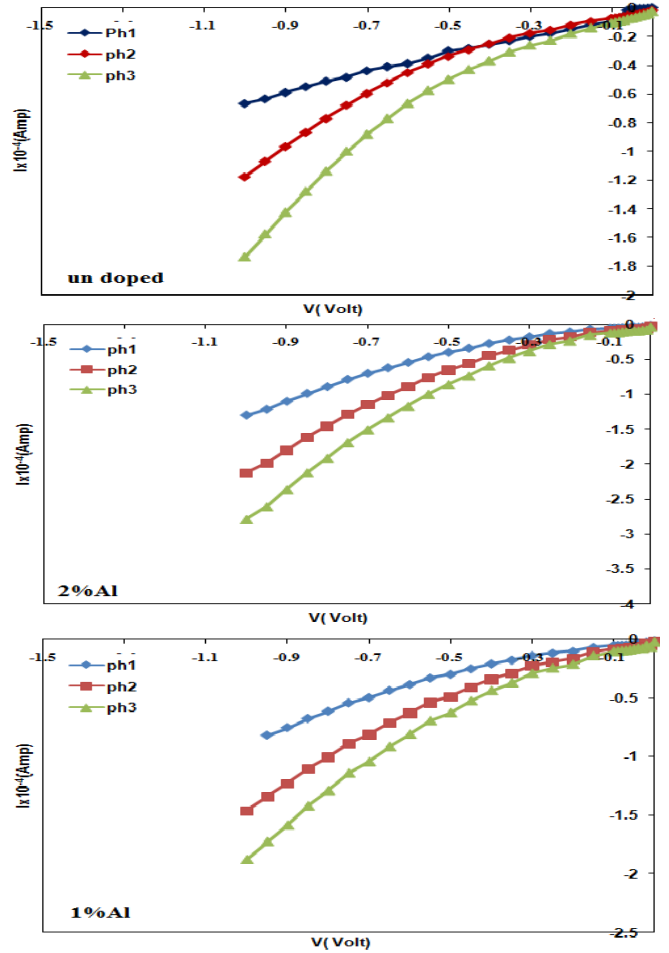 -1.5 -1.1 -0.9 -0.7 -0.5 -0.3 -0.1 0
Ph1
ph2
ph3
-0.2
-0.4
-0.6
-0.8
-1
-1.2
-1.4
-1.6
-1.8
-2
Ix10⁻⁴(Amp)
un doped
V( Volt)
-1.5 -1.1 -0.9 -0.7 -0.5 -0.3 -0.1 0
ph1
ph2
ph3
-0.5
-1
-1.5
-2
-2.5
-3
-3.5
-4
Ix10⁻⁴(Amp)
2%Al
V( Volt)
-1.5 -1.1 -0.9 -0.7 -0.5 -0.3 -0.1 0
ph1
ph2
ph3
-0.5
-1
-1.5
-2
-2.5
Ix10⁻⁴(Amp)
1%Al
V( Volt)